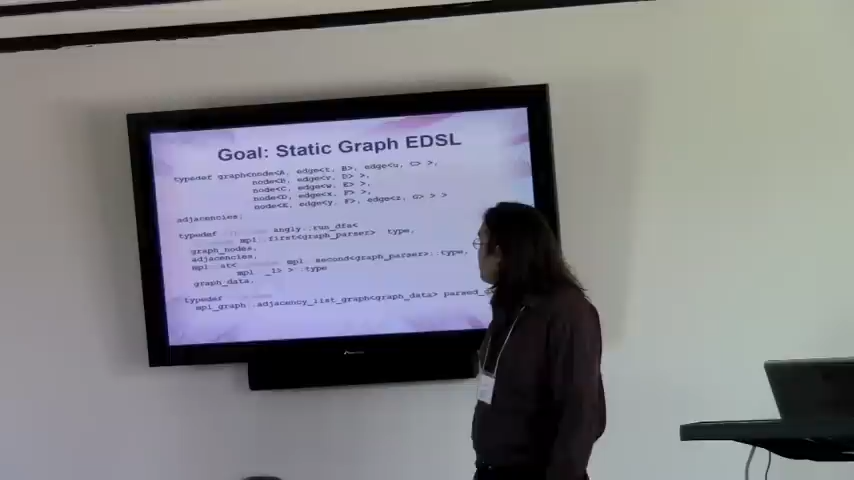 Goal: Static Graph EDSL
typedef graph<node<A, edge<t, B>, edge<u, C> >,
node<B, edge<v, D> >,
node<C, edge<w, E> >,
node<D, edge<x, F> >,
node<E, edge<y, F>, edge<z, G> > >
adjacencies;
typedef angly::run_dfa<
mpl::first<graph_parser> type,
graph_nodes,
adjacencies,
mpl::at< mpl second<graph_parser>::type,
mpl _1> > ::type
graph_data,
typedef
mpl_graph::adjacency_list_graph<graph_data>